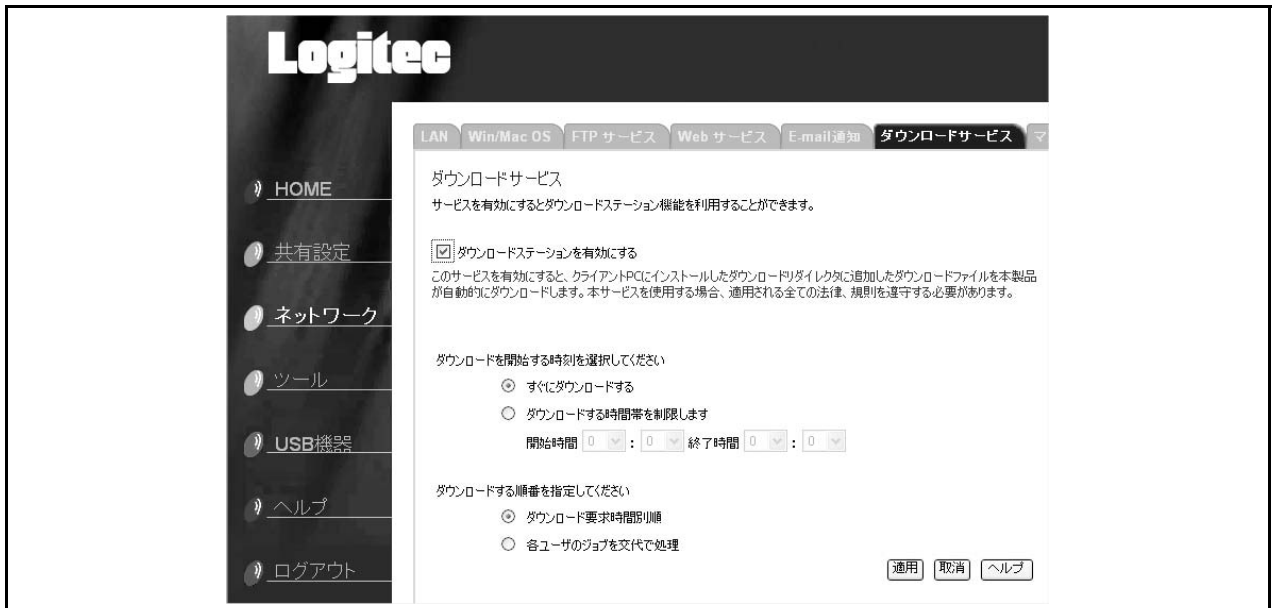 Logitec
LAN Win/Mac OS FTP サービス Web サービス E-mail通知 ダウンロードサービス マ
HOME
共有設定
ネットワーク
ツール
USB機器
ヘルプ
ログアウト
ダウンロードサービス
サービスを有効にするとダウンロードステーション機能を利用することができます。
ダウンロードステーションを有効にする
このサービスを有効にすると、クライアントPCにインストールしたダウンロードリダイレクタに追加したダウンロードファイルを本製品
が自動的にダウンロードします。本サービスを使用する場合、適用される全ての法律、規則を遵守する必要があります。
ダウンロードを開始する時刻を選択してください
すぐにダウンロードする
ダウンロードする時間帯を制限します
開始時間 0 : 0 終了時間 0 : 0
ダウンロードする順番を指定してください
ダウンロード要求時間別順
各ユーザのジョブを交代で処理
適用 取消 ヘルプ